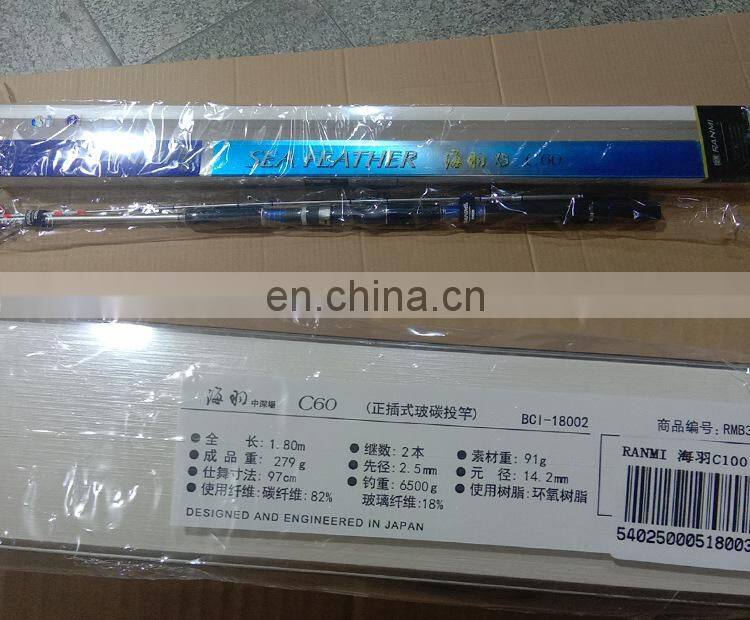 RANMI
SEA FEATHER 海羽 C60
en.china.cn
海羽 中深場 C60 (正插式玻碳投竿) BCI-18002 商品编号: RMB3
全 长: 1.80m 继数: 2本 素材重: 91g
成 品 重: 279g 先径: 2.5mm 元 径: 14.2mm
仕舞寸法: 97cm 钓重: 6500g 使用树脂: 环氧树脂
使用纤维: 碳纤维: 82% 玻璃纤维: 18%
DESIGNED AND ENGINEERED IN JAPAN
RANMI 海羽C100
5402500051800